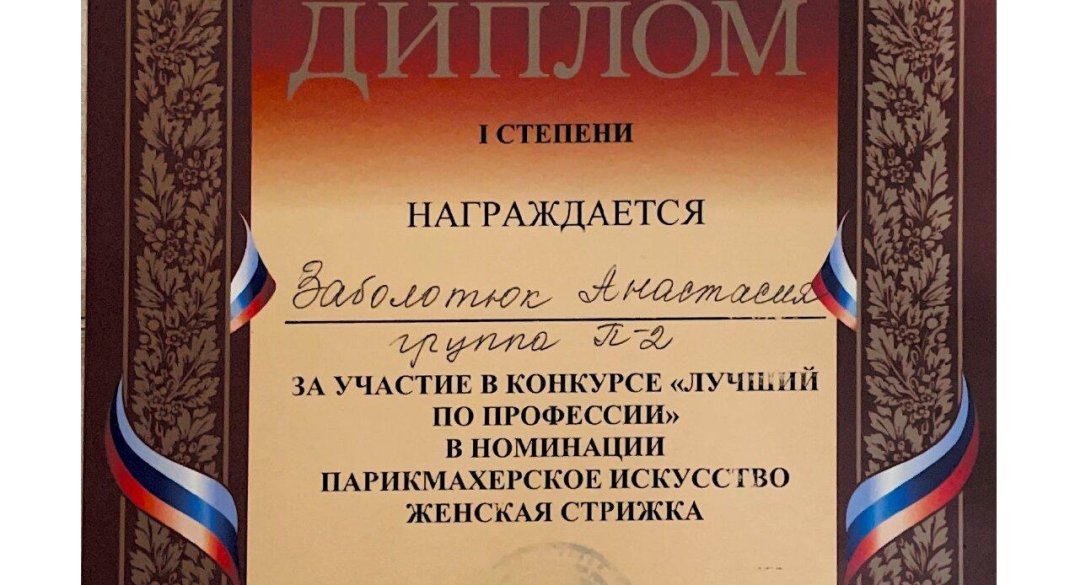 ДИПЛОМ
I СТЕПЕНИ
НАГРАЖДАЕТСЯ
Заболотюк Анастасия
группа П-2
ЗА УЧАСТИЕ В КОНКУРСЕ «ЛУЧШИЙ
ПО ПРОФЕССИИ»
В НОМИНАЦИИ
ПАРИКМАХЕРСКОЕ ИСКУССТВО
ЖЕНСКАЯ СТРИЖКА